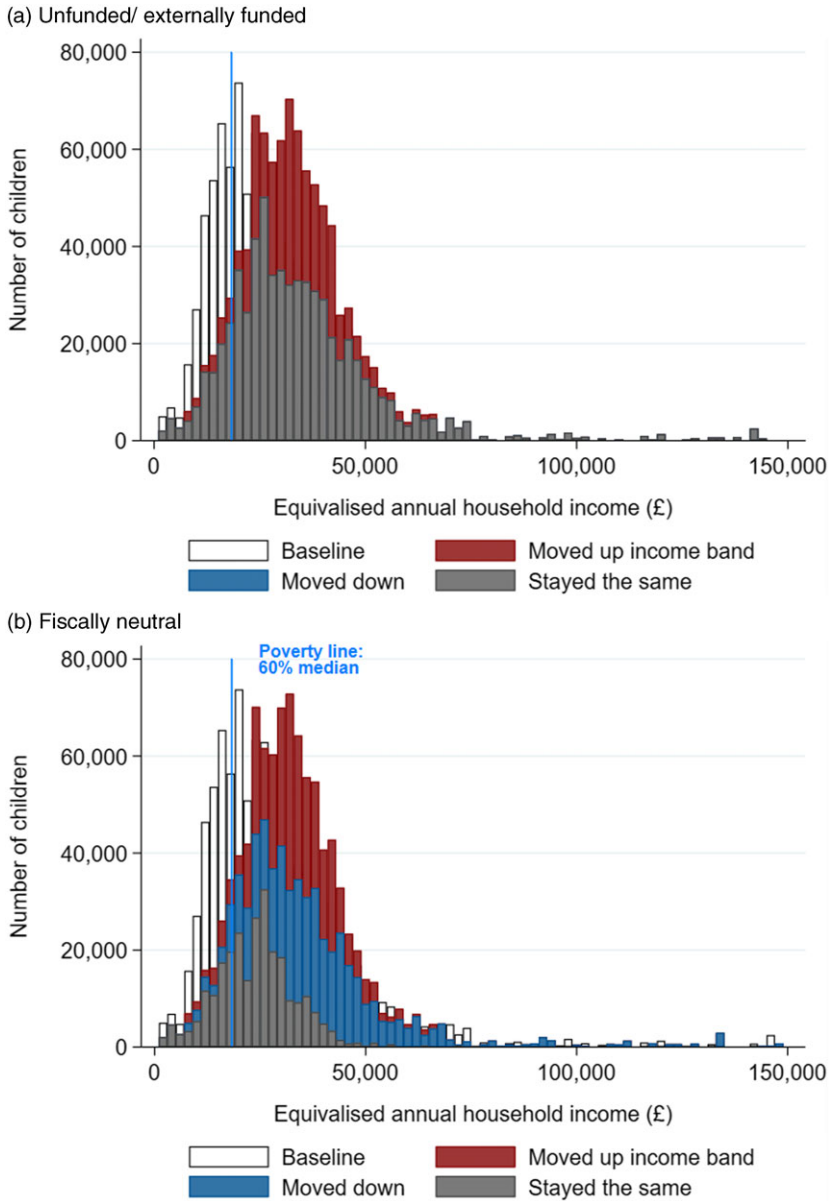 (a) Unfunded/ externally funded
80,000
60,000
40,000
20,000
0
Number of children
0 50,000 100,000 150,000
Equivalised annual household income (£)
Baseline Moved up income band
Moved down Stayed the same
(b) Fiscally neutral
Poverty line:
60% median
80,000
60,000
40,000
20,000
0
Number of children
0 50,000 100,000 150,000
Equivalised annual household income (£)
Baseline Moved up income band
Moved down Stayed the same